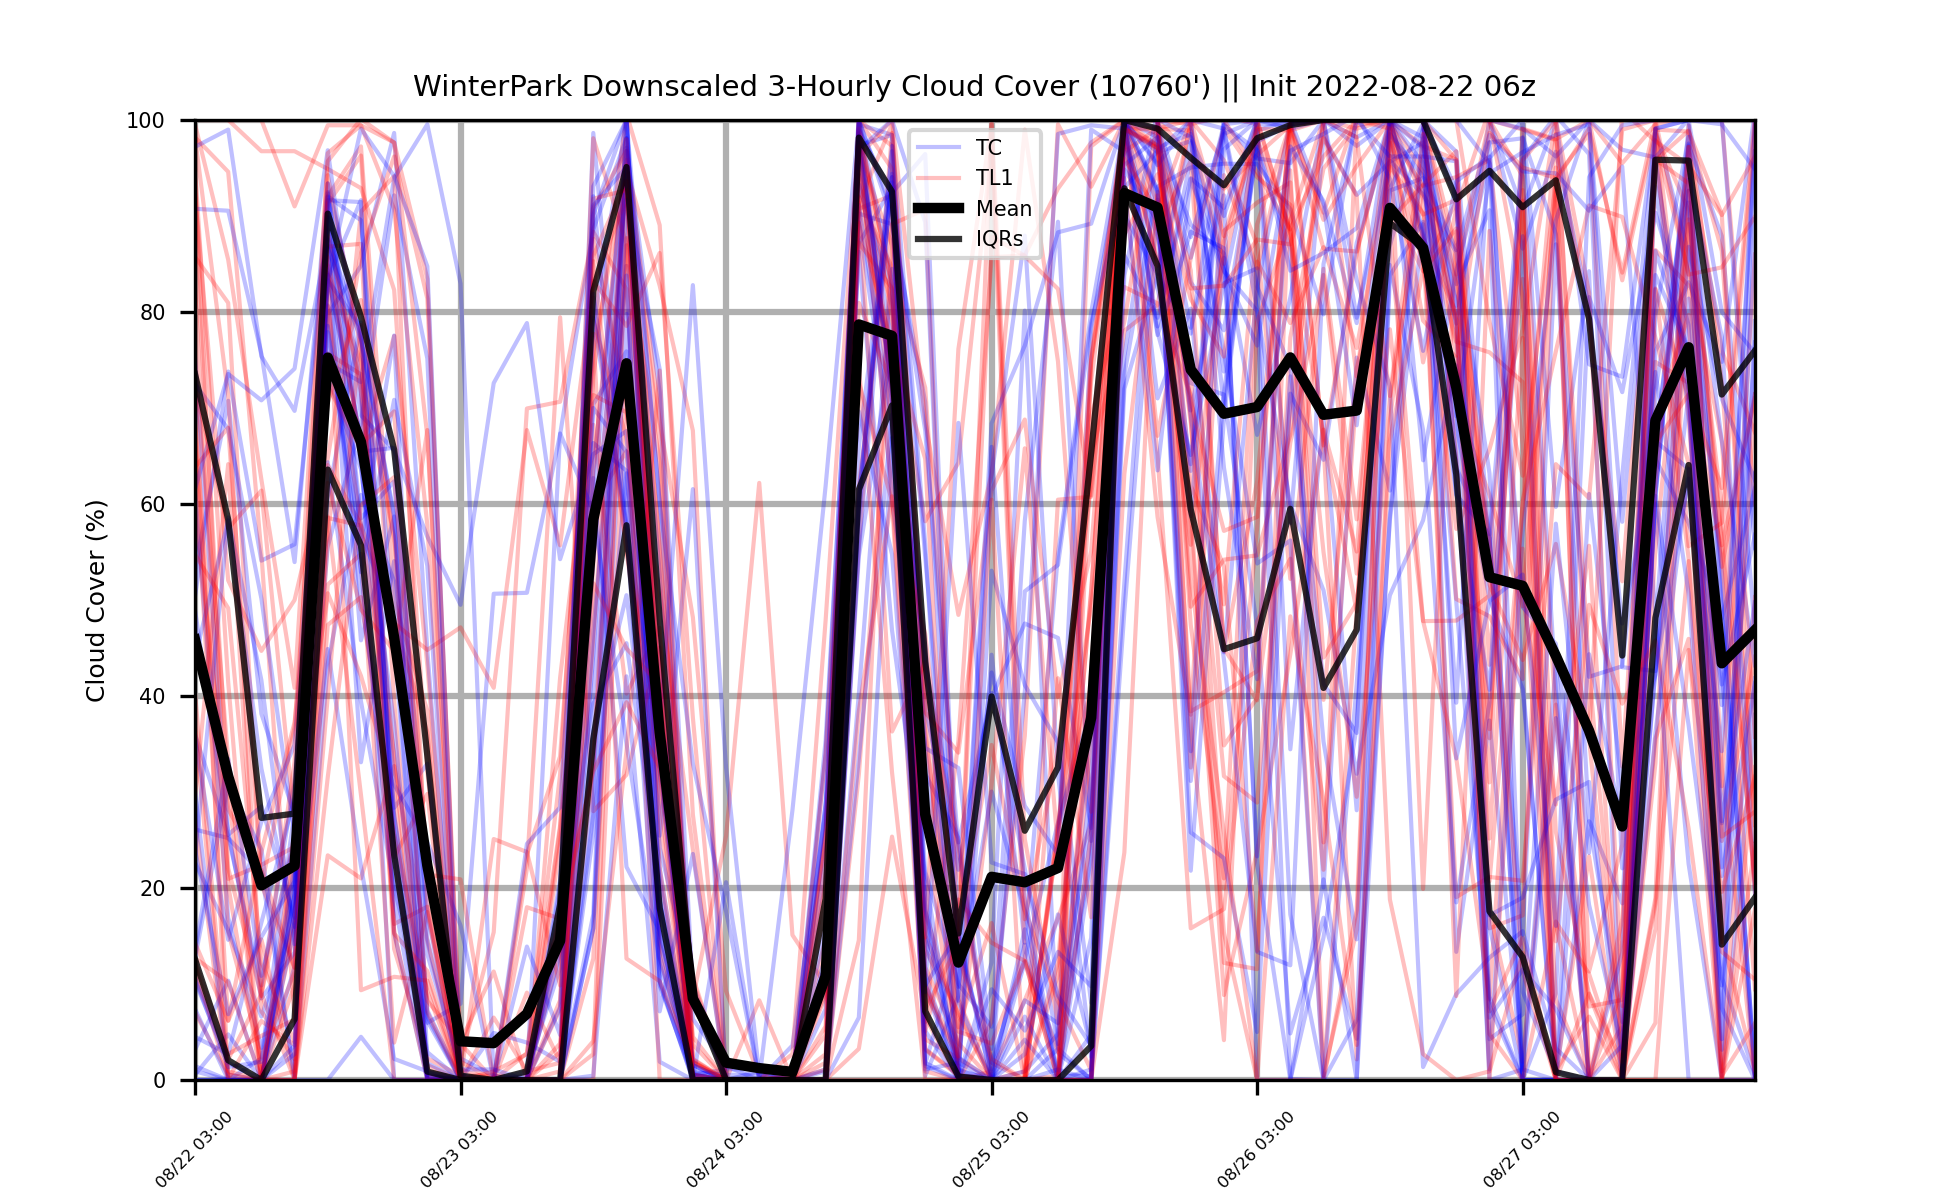 WinterPark Downscaled 3-Hourly Cloud Cover (10760') || Init 2022-08-22 06z
Cloud Cover (%)
100
80
60
40
20
0
TC
TL1
Mean
IQRs
08/22 03:00
08/23 03:00
08/24 03:00
08/25 03:00
08/26 03:00
08/27 03:00